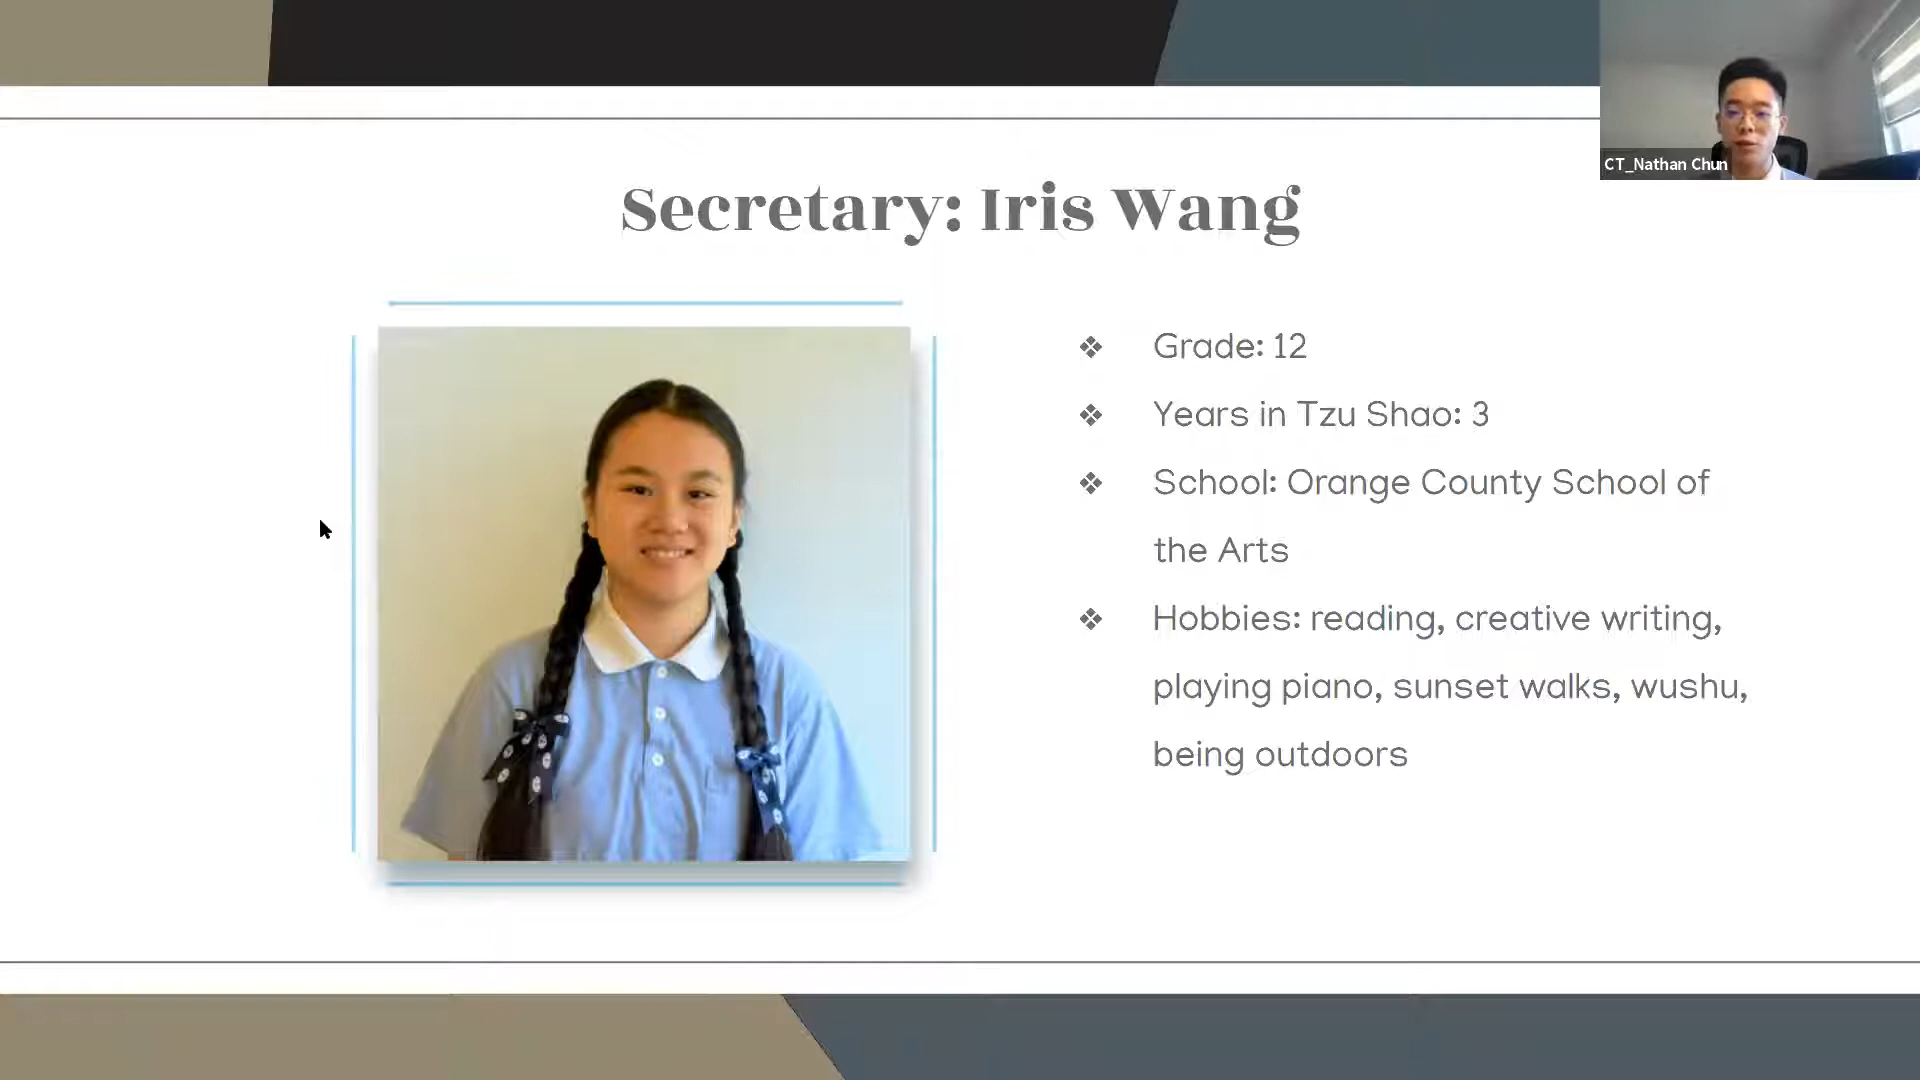 CT_Nathan Chun
Secretary: Iris Wang
❖ Grade: 12
❖ Years in Tzu Shao: 3
❖ School: Orange County School of
the Arts
❖ Hobbies: reading, creative writing,
playing piano, sunset walks, wushu,
being outdoors